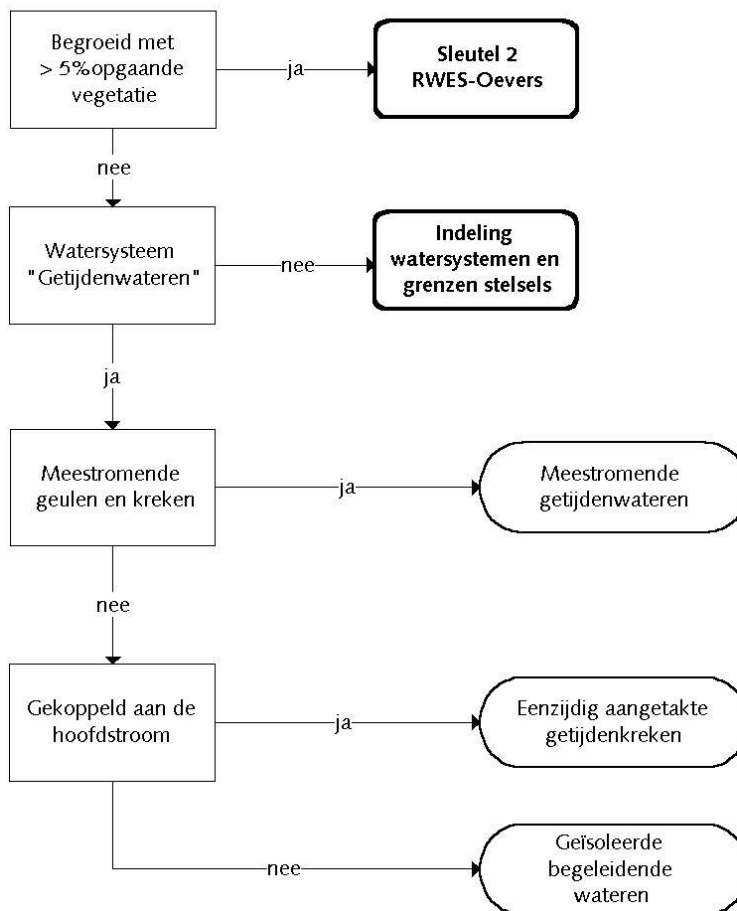 Begroeid met
> 5%opgaande
vegetatie
ja
Sleutel 2
RWES-Oevers
nee
Watersysteem
"Getijdenwateren"
nee
Indeling
watersystemen en
grenzen stelsels
ja
Meestromende
geulen en kreken
ja
Meestromende
getijdenwateren
nee
Gekoppeld aan de
hoofdstroom
ja
Eenzijdig aangetakte
getijdenkreken
nee
Geïsoleerde
begeleidende
wateren